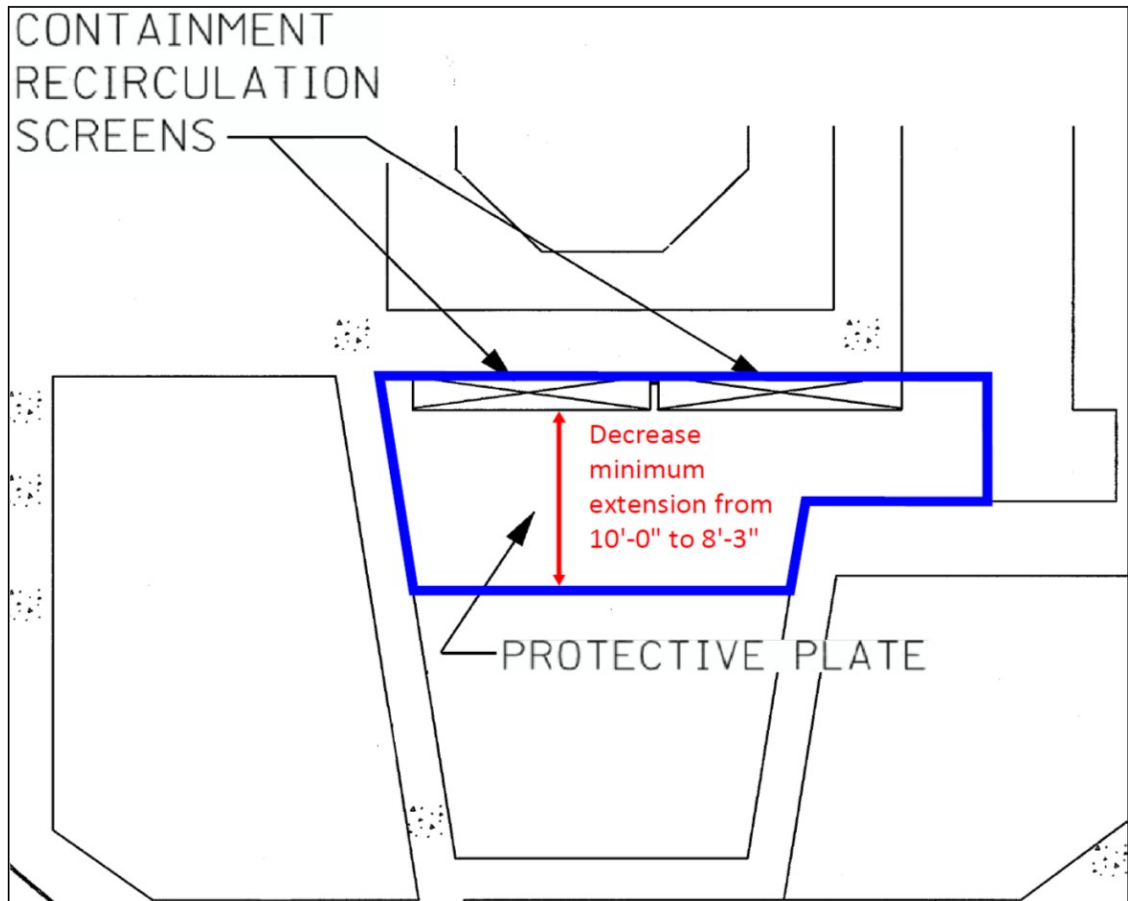 CONTAINMENT
RECIRCULATION
SCREENS
Decrease
minimum
extension from
10'-0" to 8'-3"
PROTECTIVE PLATE